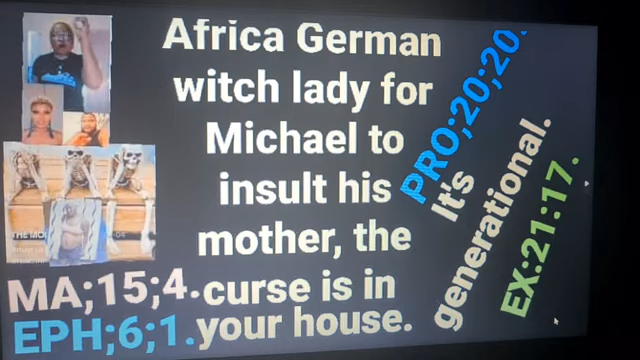 Africa German
witch lady for
Michael to
insult his
mother, the
curse is in
your house.
MA;15;4.
EPH;6;1.
PRO;20;20.
It's
generational.
EX:21:17.